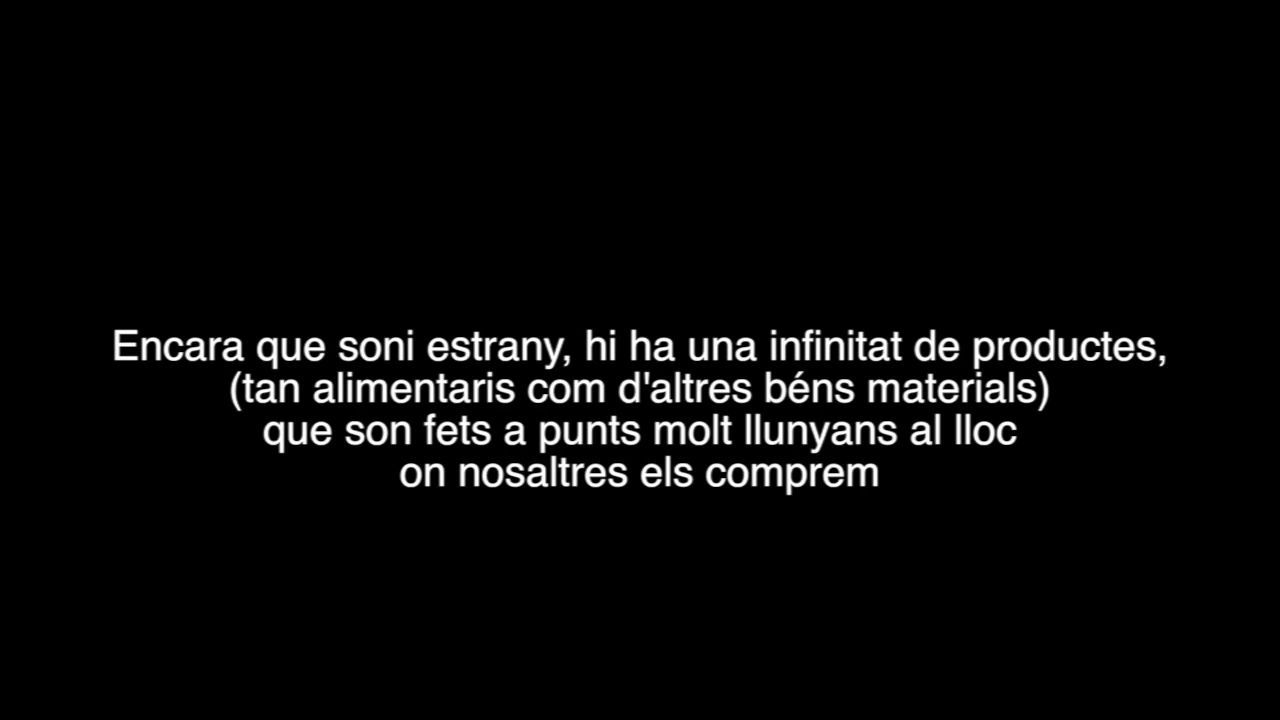 Encara que soni estrany, hi ha una infinitat de productes,
(tan alimentaris com d'altres béns materials)
que son fets a punts molt llunyans al lloc
on nosaltres els comprem